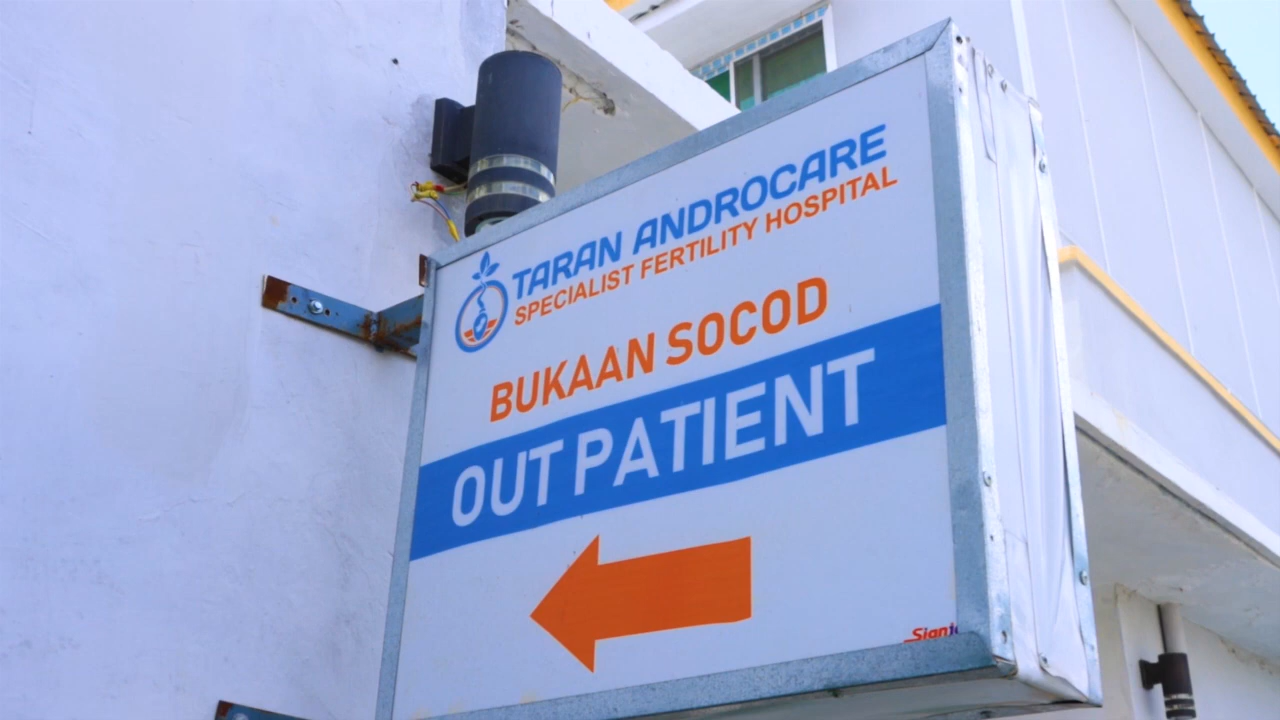 TARAN ANDROCARE
SPECIALIST FERTILITY HOSPITAL
BUKAAN SOCOD
OUT PATIENT